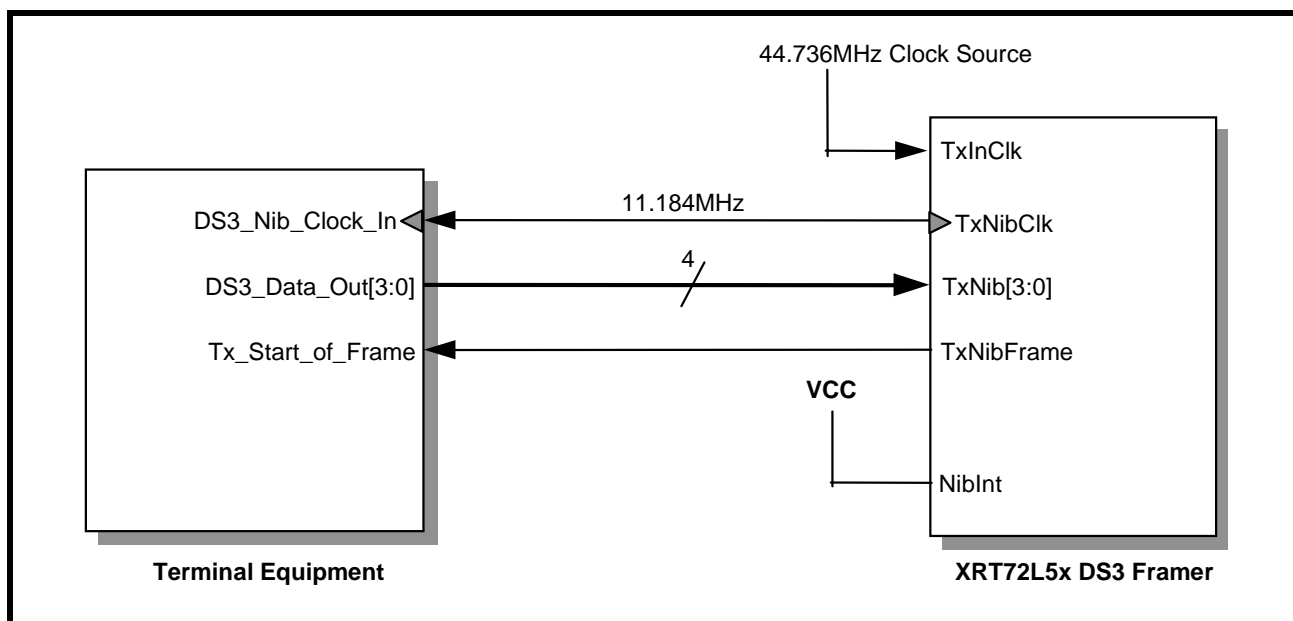 44.736MHz Clock Source
TxInClk
11.184MHz
DS3_Nib_Clock_In
TxNibClk
4
DS3_Data_Out[3:0]
TxNib[3:0]
Tx_Start_of_Frame
TxNibFrame
VCC
NibInt
Terminal Equipment
XRT72L5x DS3 Framer